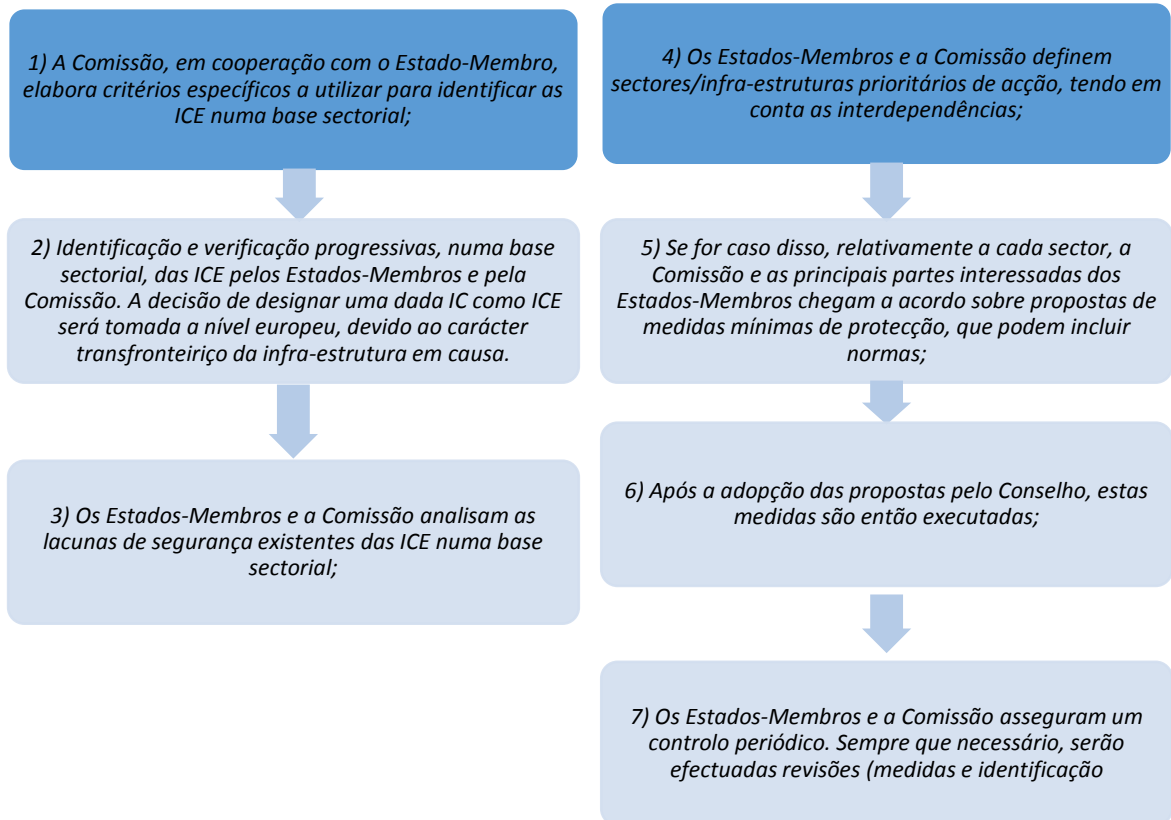 1) A Comissão, em cooperação com o Estado-Membro,
elabora critérios específicos a utilizar para identificar as
ICE numa base sectorial;
2) Identificação e verificação progressivas, numa base
sectorial, das ICE pelos Estados-Membros e pela
Comissão. A decisão de designar uma dada IC como ICE
será tomada a nível europeu, devido ao carácter
transfronteiriço da infra-estrutura em causa.
3) Os Estados-Membros e a Comissão analisam as
lacunas de segurança existentes das ICE numa base
sectorial;
4) Os Estados-Membros e a Comissão definem
sectores/infra-estruturas prioritários de acção, tendo em
conta as interdependências;
5) Se for caso disso, relativamente a cada sector, a
Comissão e as principais partes interessadas dos
Estados-Membros chegam a acordo sobre propostas de
medidas mínimas de protecção, que podem incluir
normas;
6) Após a adopção das propostas pelo Conselho, estas
medidas são então executadas;
7) Os Estados-Membros e a Comissão asseguram um
controlo periódico. Sempre que necessário, serão
efectuadas revisões (medidas e identificação